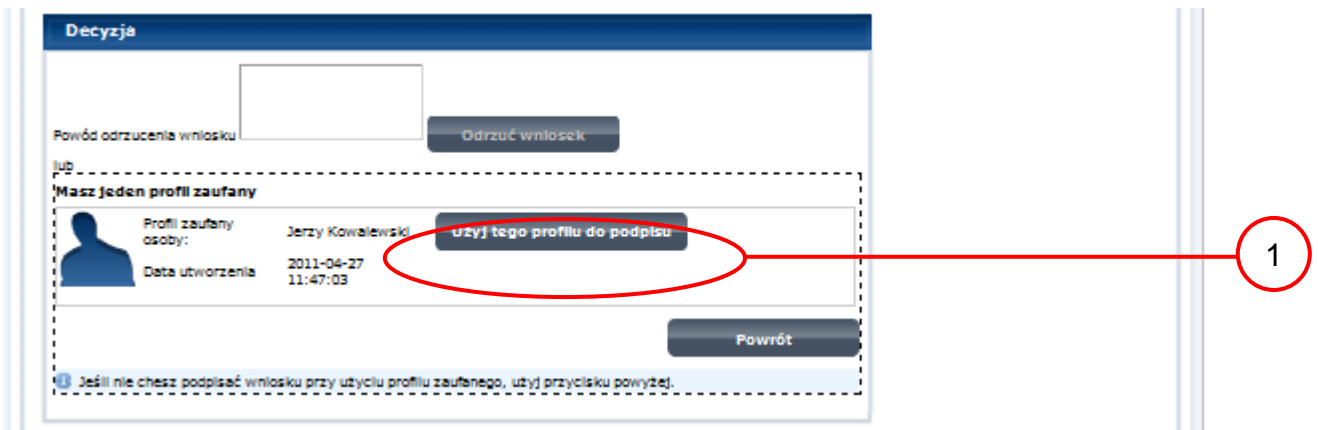 Decyzja
Powód odrzucenia wniosku
Odrzuć wniosek
lub
Masz jeden profil zaufany
Profil zaufany
osoby:
Jerzy Kowalewski
Użyj tego profilu do podpisu
Data utworzenia
2011-04-27
11:47:03
1
Powrót
Jeśli nie chesz podpisać wniosku przy użyciu profilu zaufanego, użyj przycisku powyżej.